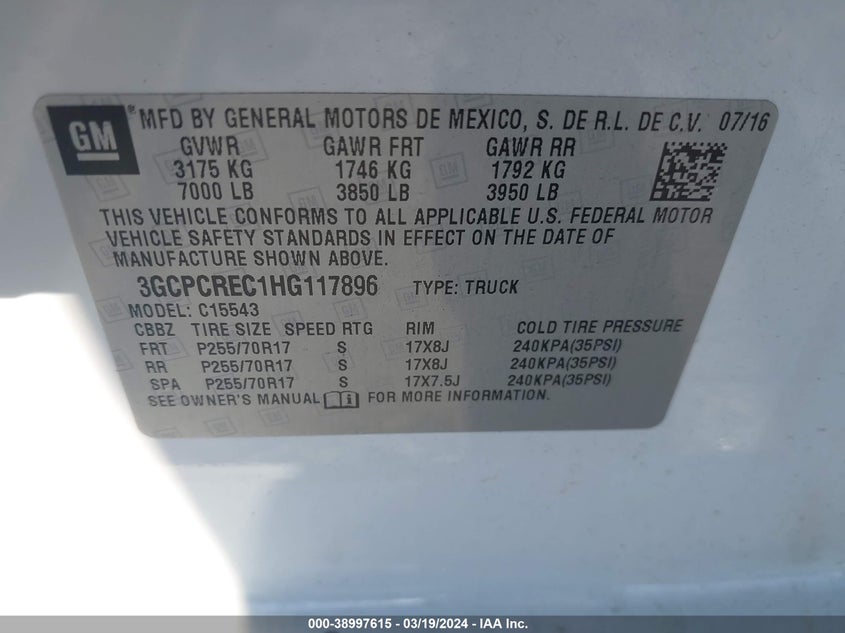 GM ® MFD BY GENERAL MOTORS DE MEXICO, S. DE R.L. DE C.V. 07/16
GVWR GAWR FRT GAWR RR
3175 KG 1746 KG 1792 KG
7000 LB 3850 LB 3950 LB
THIS VEHICLE CONFORMS TO ALL APPLICABLE U.S. FEDERAL MOTOR
VEHICLE SAFETY STANDARDS IN EFFECT ON THE DATE OF
MANUFACTURE SHOWN ABOVE.
3GCPCREC1HG117896 TYPE: TRUCK
MODEL: C15543
CBBZ TIRE SIZE SPEED RTG RIM COLD TIRE PRESSURE
FRT P255/70R17 S 17X8J 240KPA(35PSI)
RR P255/70R17 S 17X8J 240KPA(35PSI)
SPA P255/70R17 S 17X7.5J 240KPA(35PSI)
SEE OWNER'S MANUAL FOR MORE INFORMATION.
000-38997615 - 03/19/2024 - IAA Inc.